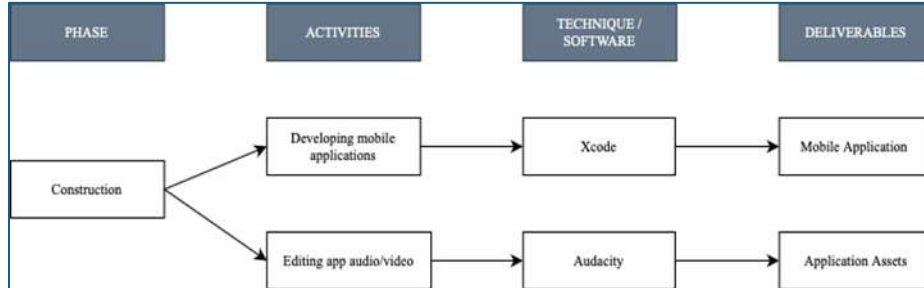 PHASE
ACTIVITIES
TECHNIQUE /
SOFTWARE
DELIVERABLES
Developing mobile
applications
Xcode
Mobile Application
Construction
Editing app audio/video
Audacity
Application Assets